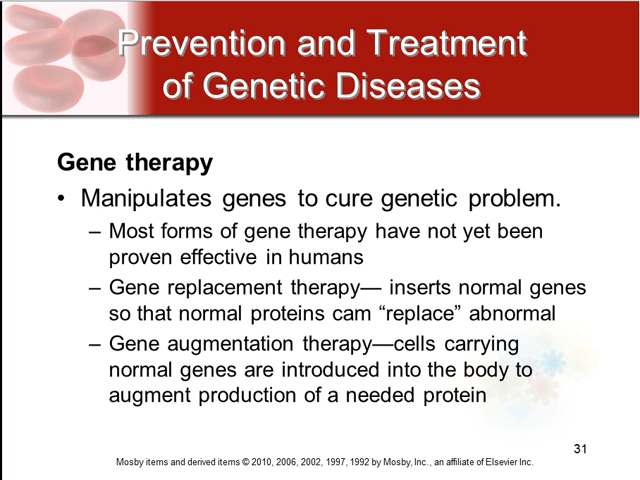 Prevention and Treatment
of Genetic Diseases
Gene therapy
• Manipulates genes to cure genetic problem.
– Most forms of gene therapy have not yet been
proven effective in humans
– Gene replacement therapy— inserts normal genes
so that normal proteins cam “replace” abnormal
– Gene augmentation therapy—cells carrying
normal genes are introduced into the body to
augment production of a needed protein
31
Mosby items and derived items © 2010, 2006, 2002, 1997, 1992 by Mosby, Inc., an affiliate of Elsevier Inc.